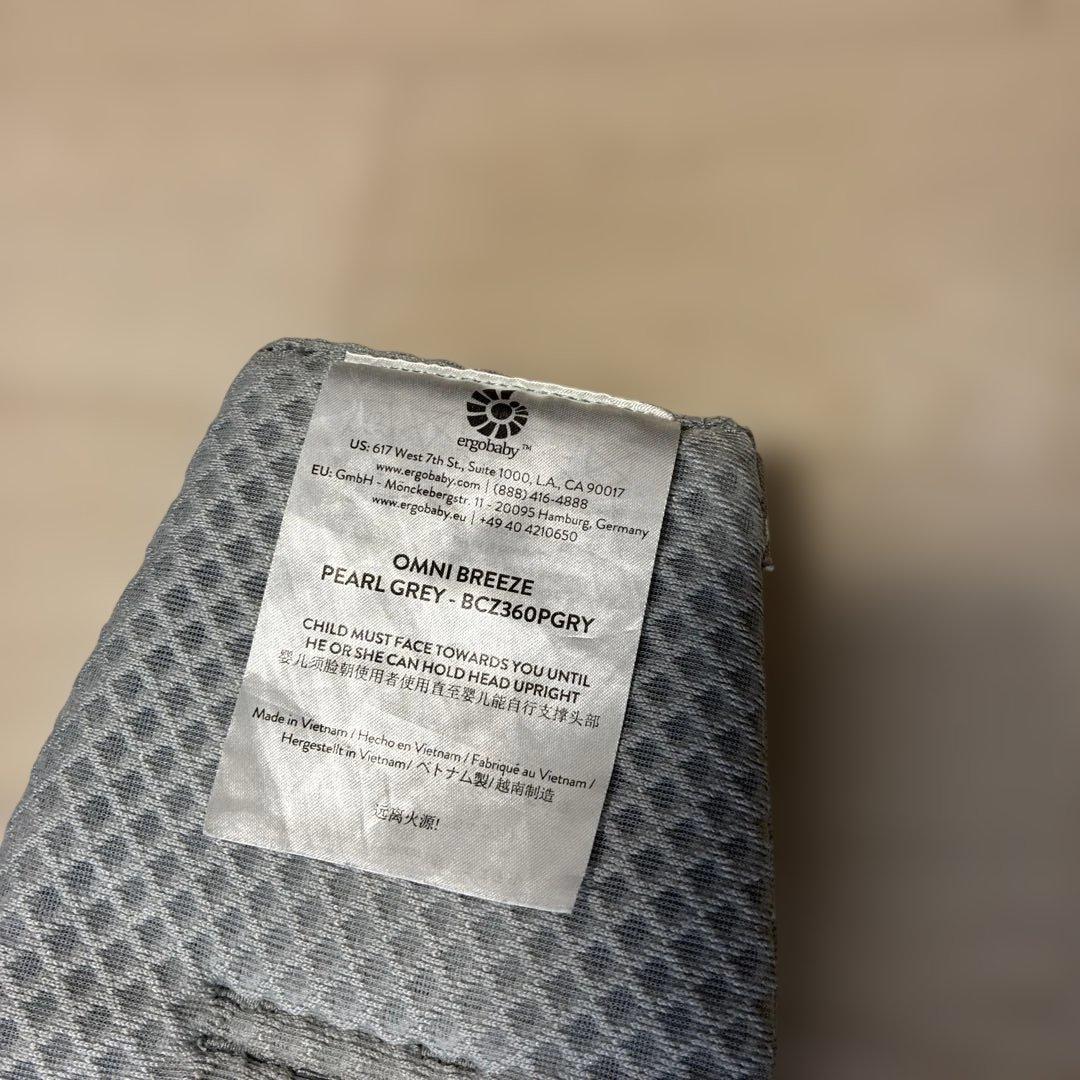 ergobaby™
US: 617 West 7th St., Suite 1000, L.A., CA 90017
www.ergobaby.com | (888) 416-4888
EU: GmbH - Mönckebergstr. 11 - 20095 Hamburg, Germany
www.ergobaby.eu | +49 40 4210650
OMNI BREEZE
PEARL GREY - BCZ360PGRY
CHILD MUST FACE TOWARDS YOU UNTIL
HE OR SHE CAN HOLD HEAD UPRIGHT
婴儿须脸朝使用者使用直至婴儿能自行支撑头部
Made in Vietnam / Hecho en Vietnam / Fabriqué au Vietnam /
Hergestellt in Vietnam/ ベトナム製/ 越南制造
远离火源!